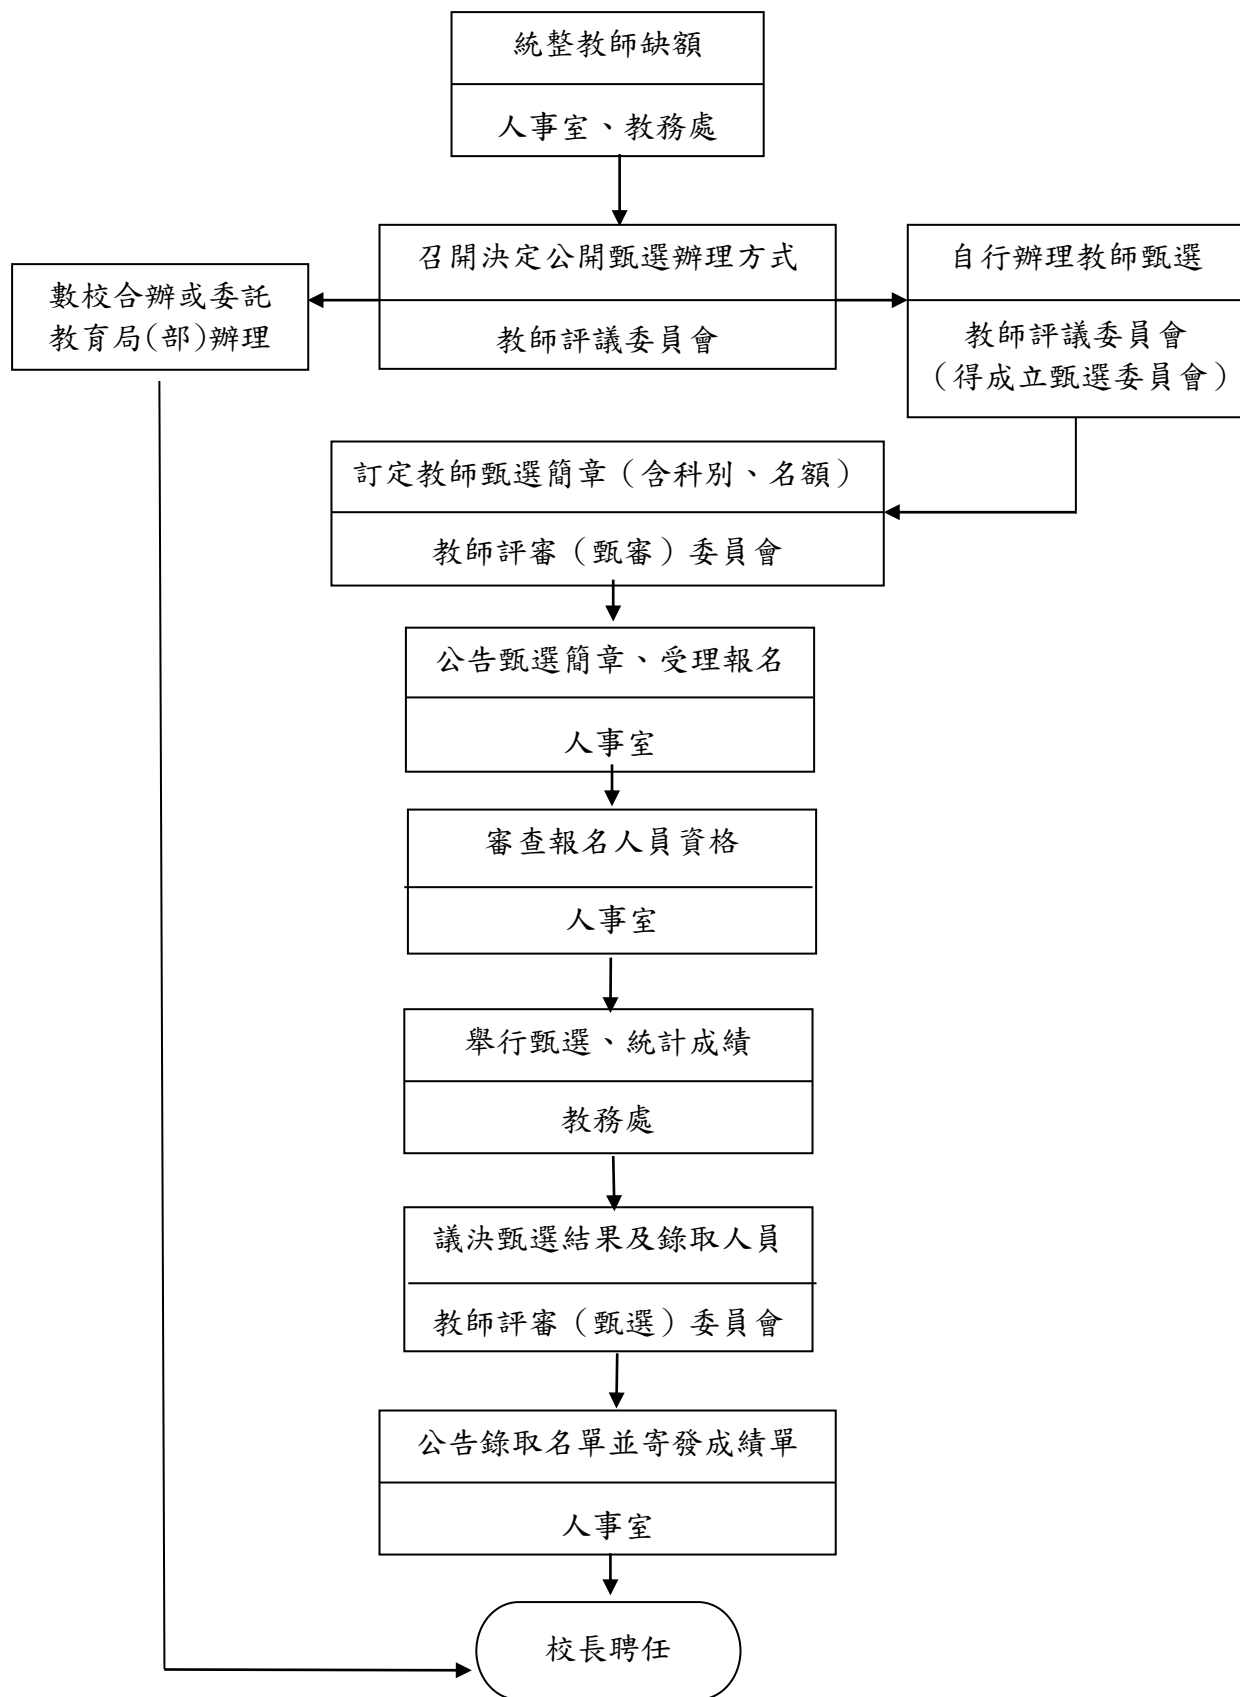 統整教師缺額
人事室、教務處
召開決定公開甄選辦理方式
教師評議委員會
自行辦理教師甄選
教師評議委員會
（得成立甄選委員會）
數校合辦或委託
教育局(部)辦理
訂定教師甄選簡章（含科別、名額）
教師評審（甄審）委員會
公告甄選簡章、受理報名
人事室
審查報名人員資格
人事室
舉行甄選、統計成績
教務處
議決甄選結果及錄取人員
教師評審（甄選）委員會
公告錄取名單並寄發成績單
人事室
校長聘任